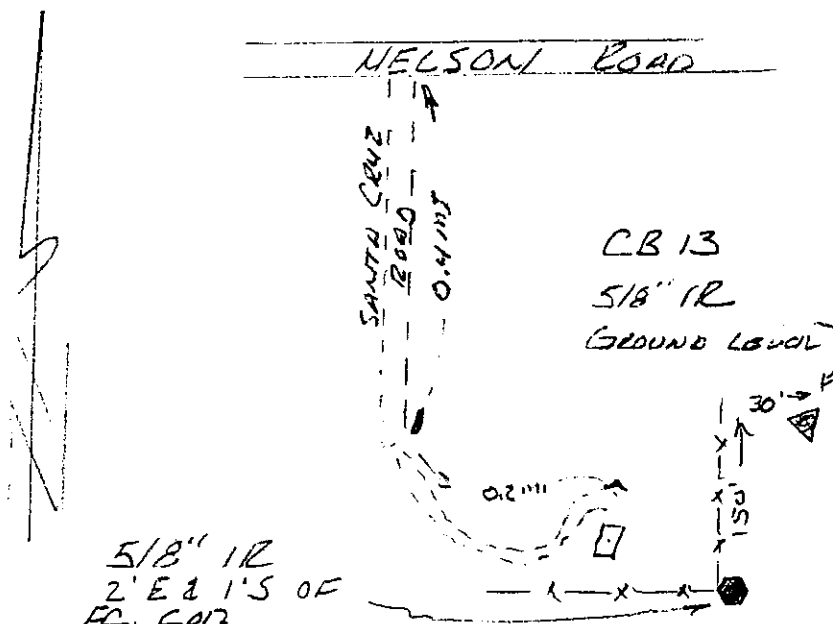 NELSON ROAD
SANTA CRUZ
ROAD
0.4 MI
CB 13
5/8" IR
GROUND LEVEL
30'
150'
0.2 MI
5/8" IR
2' E & 1' S OF
N